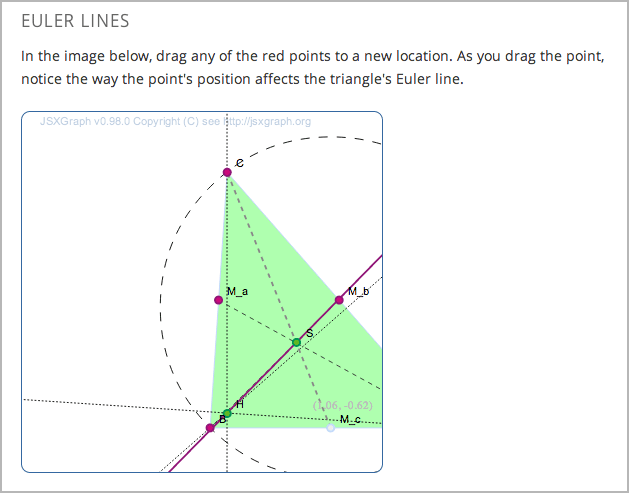 EULER LINES
In the image below, drag any of the red points to a new location. As you drag the point,
notice the way the point's position affects the triangle's Euler line.
JSXGraph v0.98.0 Copyright (C) see http://jsxgraph.org
C
M_a
M_b
S
H
(1.06, -0.62)
B
M_c